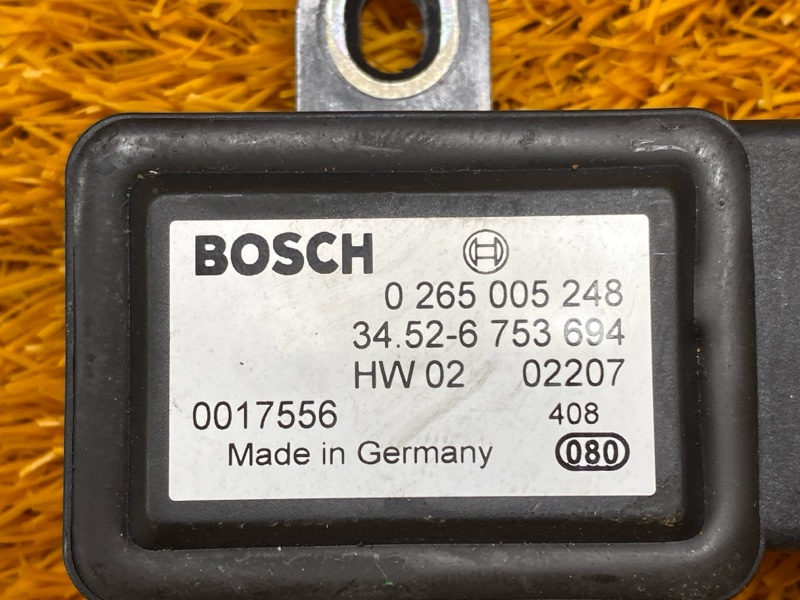 BOSCH
0 265 005 248
34.52-6 753 694
HW 02 02207
0017556 408
Made in Germany 080